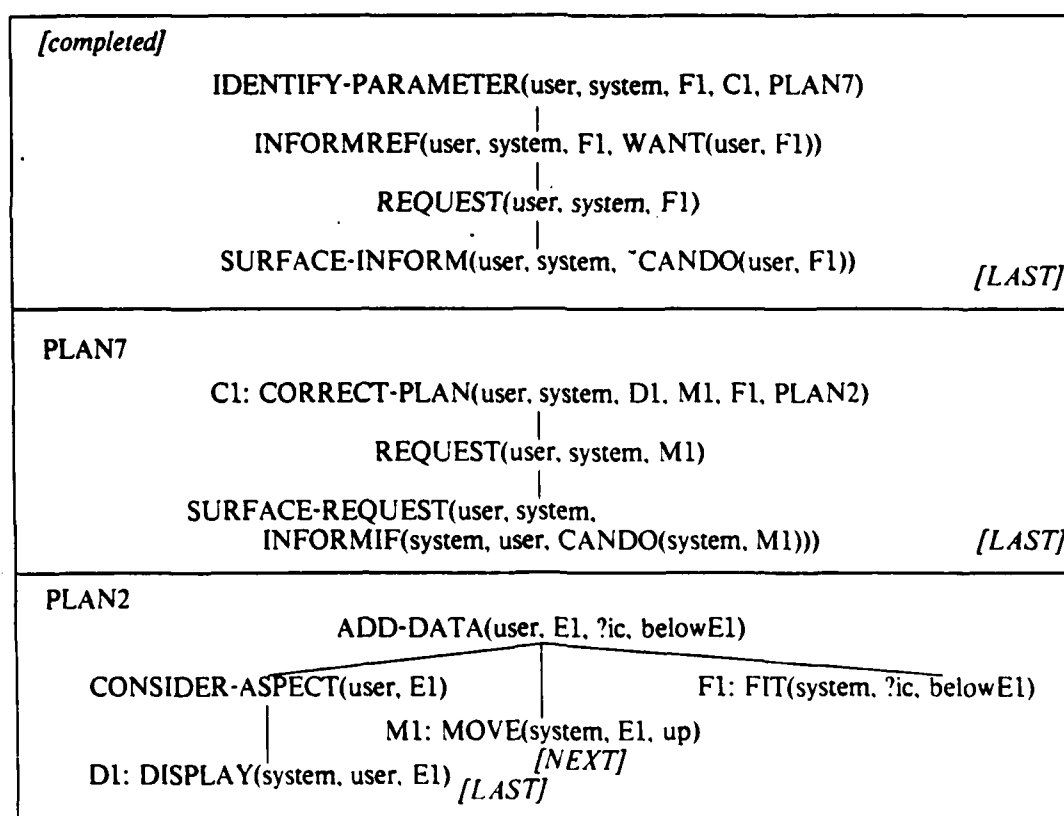 [completed]
IDENTIFY-PARAMETER(user, system, F1, C1, PLAN7)
INFORMREF(user, system, F1, WANT(user, F1))
REQUEST(user, system, F1)
SURFACE-INFORM(user, system, ~CANDO(user, F1))
[LAST]
PLAN7
C1: CORRECT-PLAN(user, system, D1, M1, F1, PLAN2)
REQUEST(user, system, M1)
SURFACE-REQUEST(user, system,
INFORMIF(system, user, CANDO(system, M1))) [LAST]
PLAN2
ADD-DATA(user, E1, ?ic, belowE1)
CONSIDER-ASPECT(user, E1) F1: FIT(system, ?ic, belowE1)
M1: MOVE(system, E1, up)
[NEXT]
D1: DISPLAY(system, user, E1) [LAST]